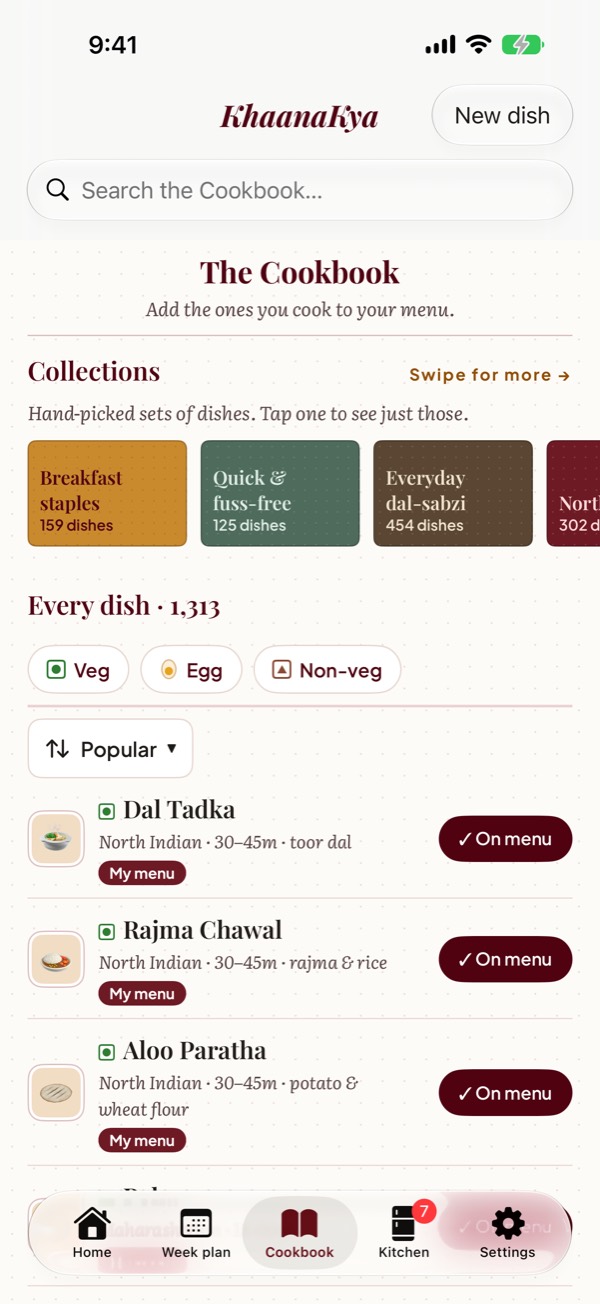 9:41
KhaanaKya
New dish
Search the Cookbook...
The Cookbook
Add the ones you cook to your menu.
Collections
Swipe for more →
Hand-picked sets of dishes. Tap one to see just those.
Breakfast
staples
159 dishes
Quick &
fuss-free
125 dishes
Everyday
dal-sabzi
454 dishes
302 d
Every dish · 1,313
Veg
Egg
Non-veg
Popular ▼
Dal Tadka
North Indian · 30–45m · toor dal
My menu
✓ On menu
Rajma Chawal
North Indian · 30–45m · rajma & rice
My menu
✓ On menu
Aloo Paratha
North Indian · 30–45m · potato &
wheat flour
My menu
✓ On menu
Home
Week plan
Cookbook
Kitchen
7
Settings